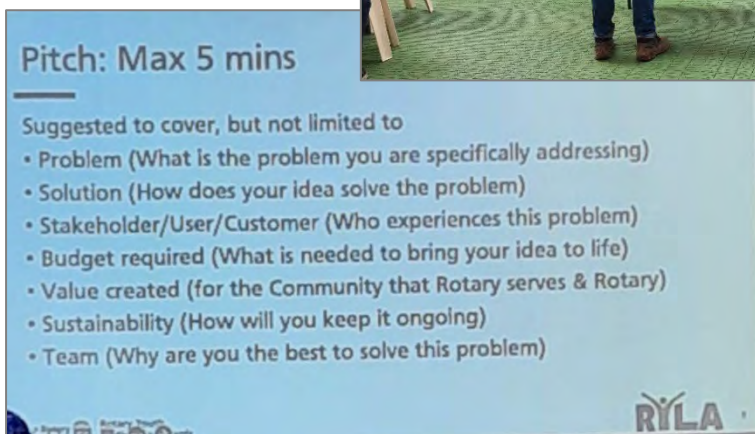 Pitch: Max 5 mins
Suggested to cover, but not limited to
• Problem (What is the problem you are specifically addressing)
• Solution (How does your idea solve the problem)
• Stakeholder/User/Customer (Who experiences this problem)
• Budget required (What is needed to bring your idea to life)
• Value created (for the Community that Rotary serves & Rotary)
• Sustainability (How will you keep it ongoing)
• Team (Why are you the best to solve this problem)
RYLA